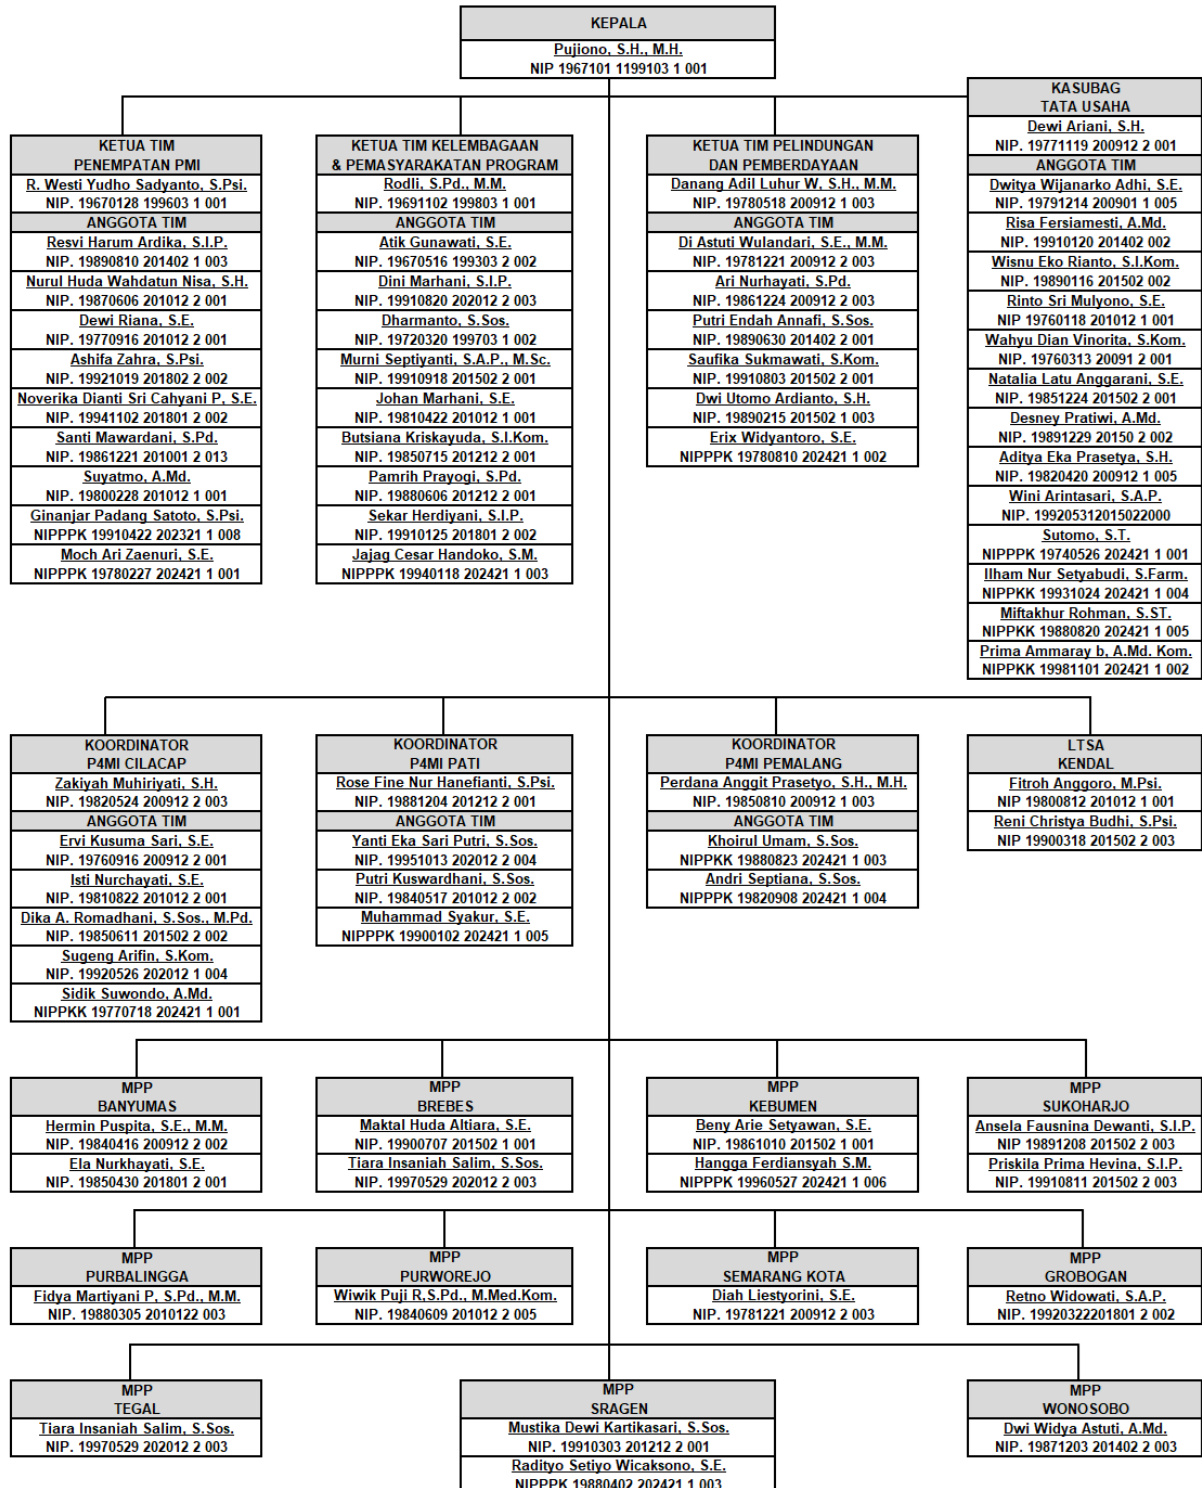 KEPALA
Pujiono, S.H., M.H.
NIP 1967101 1199103 1 001
KASUBAG
TATA USAHA
Dewi Ariani, S.H.
NIP. 19771119 200912 2 001
ANGGOTA TIM
Dwitya Wijanarko Adhi, S.E.
NIP. 19791214 200901 1 005
Risa Fersiamesti, A.Md.
NIP. 19910120 201402 002
Wisnu Eko Rianto, S.I.Kom.
NIP. 19890116 201502 002
Rinto Sri Mulyono, S.E.
NIP 19760118 201012 1 001
Wahyu Dian Vinorita, S.Kom.
NIP. 19760313 20091 2 001
Natalia Latu Anggarani, S.E.
NIP. 19851224 201502 2 001
Desney Pratiwi, A.Md.
NIP. 19891229 20150 2 002
Aditya Eka Prasetya, S.H.
NIP. 19820420 200912 1 005
Wini Arintasari, S.A.P.
NIP. 199205312015022000
Sutomo, S.T.
NIPPPK 19740526 202421 1 001
Ilham Nur Setyabudi, S.Farm.
NIPPKK 19931024 202421 1 004
Miftakhur Rohman, S.ST.
NIPPKK 19880820 202421 1 005
Prima Ammaray b, A.Md. Kom.
NIPPKK 19981101 202421 1 002
KETUA TIM
PENEMPATAN PMI
R. Westi Yudho Sadyanto, S.Psi.
NIP. 19670128 199603 1 001
ANGGOTA TIM
Resvi Harum Ardika, S.I.P.
NIP. 19890810 201402 1 003
Nurul Huda Wahdatun Nisa, S.H.
NIP. 19870606 201012 2 001
Dewi Riana, S.E.
NIP. 19770916 201012 2 001
Ashifa Zahra, S.Psi.
NIP. 19921019 201802 2 002
Noverika Dianti Sri Cahyani P, S.E.
NIP. 19941102 201801 2 002
Santi Mawardani, S.Pd.
NIP. 19861221 201001 2 013
Suyatmo, A.Md.
NIP. 19800228 201012 1 001
Ginanjar Padang Satoto, S.Psi.
NIPPPK 19910422 202321 1 008
Moch Ari Zaenuri, S.E.
NIPPPK 19780227 202421 1 001
KETUA TIM KELEMBAGAAN
& PEMASYARAKATAN PROGRAM
Rodli, S.Pd., M.M.
NIP. 19691102 199803 1 001
ANGGOTA TIM
Atik Gunawati, S.E.
NIP. 19670516 199303 2 002
Dini Marhani, S.I.P.
NIP. 19910820 202012 2 003
Dharmanto, S.Sos.
NIP. 19720320 199703 1 002
Murni Septiyanti, S.A.P., M.Sc.
NIP. 19910918 201502 2 001
Johan Marhani, S.E.
NIP. 19810422 201012 1 001
Butsiana Kriskayuda, S.I.Kom.
NIP. 19850715 201212 2 001
Pamrih Prayogi, S.Pd.
NIP. 19880606 201212 2 001
Sekar Herdiyani, S.I.P.
NIP. 19910125 201801 2 002
Jajag Cesar Handoko, S.M.
NIPPPK 19940118 202421 1 003
KETUA TIM PELINDUNGAN
DAN PEMBERDAYAAN
Danang Adil Luhur W, S.H., M.M.
NIP. 19780518 200912 1 003
ANGGOTA TIM
Di Astuti Wulandari, S.E., M.M.
NIP. 19781221 200912 2 003
Ari Nurhayati, S.Pd.
NIP. 19861224 200912 2 003
Putri Endah Annafi, S.Sos.
NIP. 19890630 201402 2 001
Saufika Sukmawati, S.Kom.
NIP. 19910803 201502 2 001
Dwi Utomo Ardianto, S.H.
NIP. 19890215 201502 1 003
Erix Widyantoro, S.E.
NIPPPK 19780810 202421 1 002
KOORDINATOR
P4MI CILACAP
Zakiyah Muhiriyati, S.H.
NIP. 19820524 200912 2 003
ANGGOTA TIM
Ervi Kusuma Sari, S.E.
NIP. 19760916 200912 2 001
Isti Nurchayati, S.E.
NIP. 19810822 201012 2 001
Dika A. Romadhani, S.Sos., M.Pd.
NIP. 19850611 201502 2 002
Sugeng Arifin, S.Kom.
NIP. 19920526 202012 1 004
Sidik Suwondo, A.Md.
NIPPKK 19770718 202421 1 001
KOORDINATOR
P4MI PATI
Rose Fine Nur Hanefianti, S.Psi.
NIP. 19881204 201212 2 001
ANGGOTA TIM
Yanti Eka Sari Putri, S.Sos.
NIP. 19951013 202012 2 004
Putri Kuswardhani, S.Sos.
NIP. 19840517 201012 2 002
Muhammad Syakur, S.E.
NIPPPK 19900102 202421 1 005
KOORDINATOR
P4MI PEMALANG
Perdana Anggit Prasetyo, S.H., M.H.
NIP. 19850810 200912 1 003
ANGGOTA TIM
Khoirul Umam, S.Sos.
NIPPKK 19880823 202421 1 003
Andri Septiana, S.Sos.
NIPPPK 19820908 202421 1 004
LTSA
KENDAL
Fitroh Anggoro, M.Psi.
NIP 19800812 201012 1 001
Reni Christya Budhi, S.Psi.
NIP 19900318 201502 2 003
MPP
BANYUMAS
Hermin Puspita, S.E., M.M.
NIP. 19840416 200912 2 002
Ela Nurkhayati, S.E.
NIP. 19850430 201801 2 001
MPP
BREBES
Maktal Huda Altiara, S.E.
NIP. 19900707 201502 1 001
Tiara Insaniah Salim, S.Sos.
NIP. 19970529 202012 2 003
MPP
KEBUMEN
Beny Arie Setyawan, S.E.
NIP. 19861010 201502 1 001
Hangga Ferdiansyah S.M.
NIPPPK 19960527 202421 1 006
MPP
SUKOHARJO
Ansela Fausnina Dewanti, S.I.P.
NIP 19891208 201502 2 003
Priskila Prima Hevina, S.I.P.
NIP. 19910811 201502 2 003
MPP
PURBALINGGA
Fidya Martiyani P, S.Pd., M.M.
NIP. 19880305 2010122 003
MPP
PURWOREJO
Wiwik Puji R,S.Pd., M.Med.Kom.
NIP. 19840609 201012 2 005
MPP
SEMARANG KOTA
Diah Liestyorini, S.E.
NIP. 19781221 200912 2 003
MPP
GROBOGAN
Retno Widowati, S.A.P.
NIP. 19920322201801 2 002
MPP
TEGAL
Tiara Insaniah Salim, S.Sos.
NIP. 19970529 202012 2 003
MPP
SRAGEN
Mustika Dewi Kartikasari, S.Sos.
NIP. 19910303 201212 2 001
Radityo Setiyo Wicaksono, S.E.
NIPPPK 19880402 202421 1 003
MPP
WONOSOBO
Dwi Widya Astuti, A.Md.
NIP. 19871203 201402 2 003